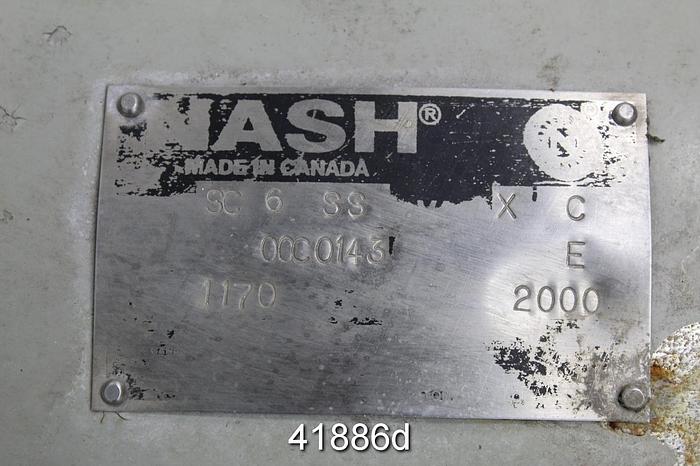 NASH®
MADE IN CANADA
SC 6 SS X C
00C0143 E
1170 2000
41886d